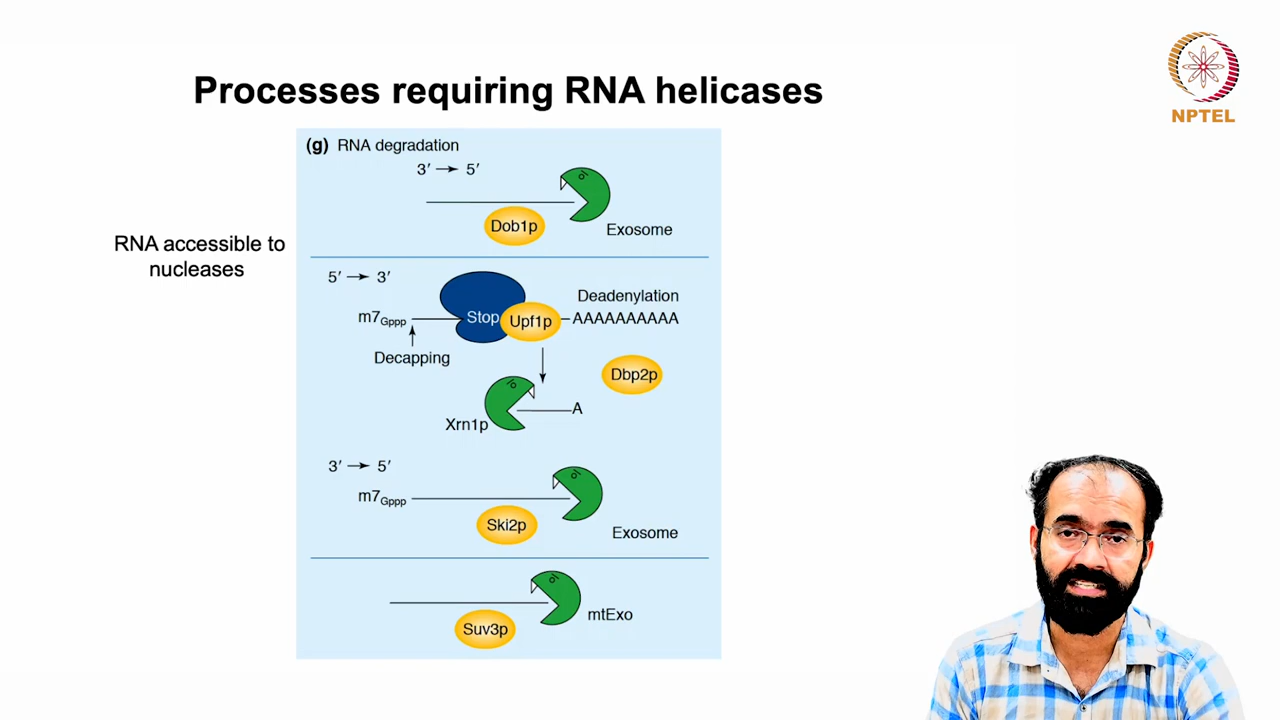 Processes requiring RNA helicases
NPTEL
(g) RNA degradation
3′ → 5′
Dob1p
Exosome
RNA accessible to
nucleases
5′ → 3′
Deadenylation
m7Gppp
Stop
Upf1p
AAAAAAAAAA
Decapping
Dbp2p
Xrn1p
A
3′ → 5′
m7Gppp
Ski2p
Exosome
mtExo
Suv3p